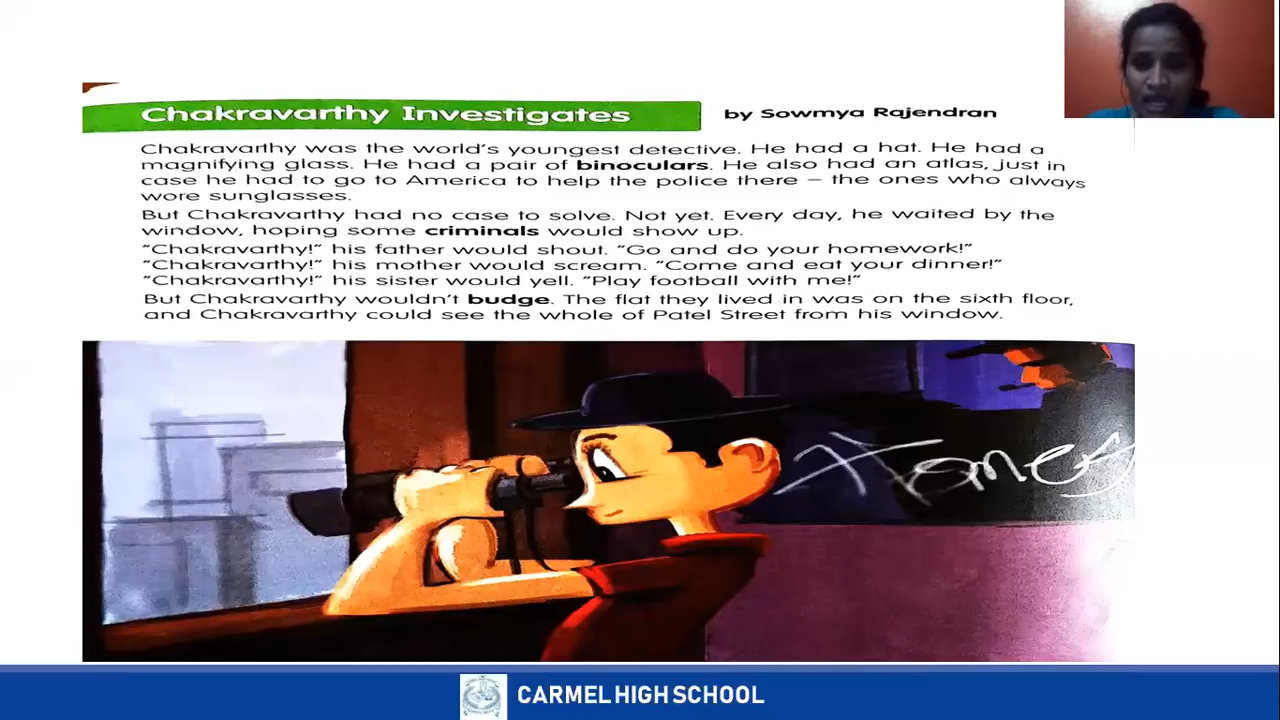 Chakravarthy Investigates by Sowmya Rajendran
Chakravarthy was the world's youngest detective. He had a hat. He had a
magnifying glass. He had a pair of binoculars. He also had an atlas, just in
case he had to go to America to help the police there – the ones who always
wore sunglasses.
But Chakravarthy had no case to solve. Not yet. Every day, he waited by the
window, hoping some criminals would show up.
"Chakravarthy!" his father would shout. "Go and do your homework!"
"Chakravarthy!" his mother would scream. "Come and eat your dinner!"
"Chakravarthy!" his sister would yell. "Play football with me!"
But Chakravarthy wouldn't budge. The flat they lived in was on the sixth floor,
and Chakravarthy could see the whole of Patel Street from his window.
CARMEL HIGH SCHOOL